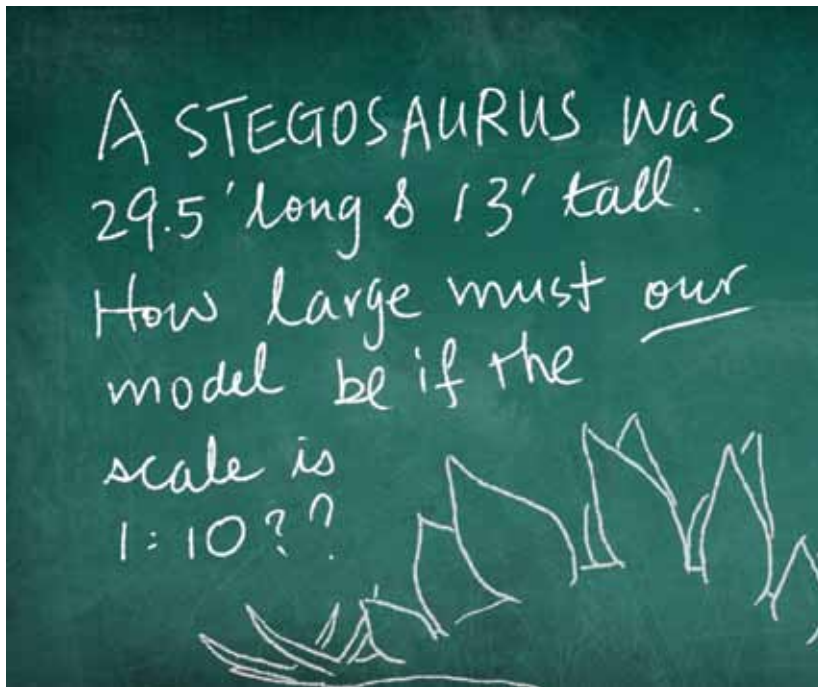 A STEGOSAURUS was
29.5' long & 13' tall.
How large must our
model be if the
scale is
1:10??